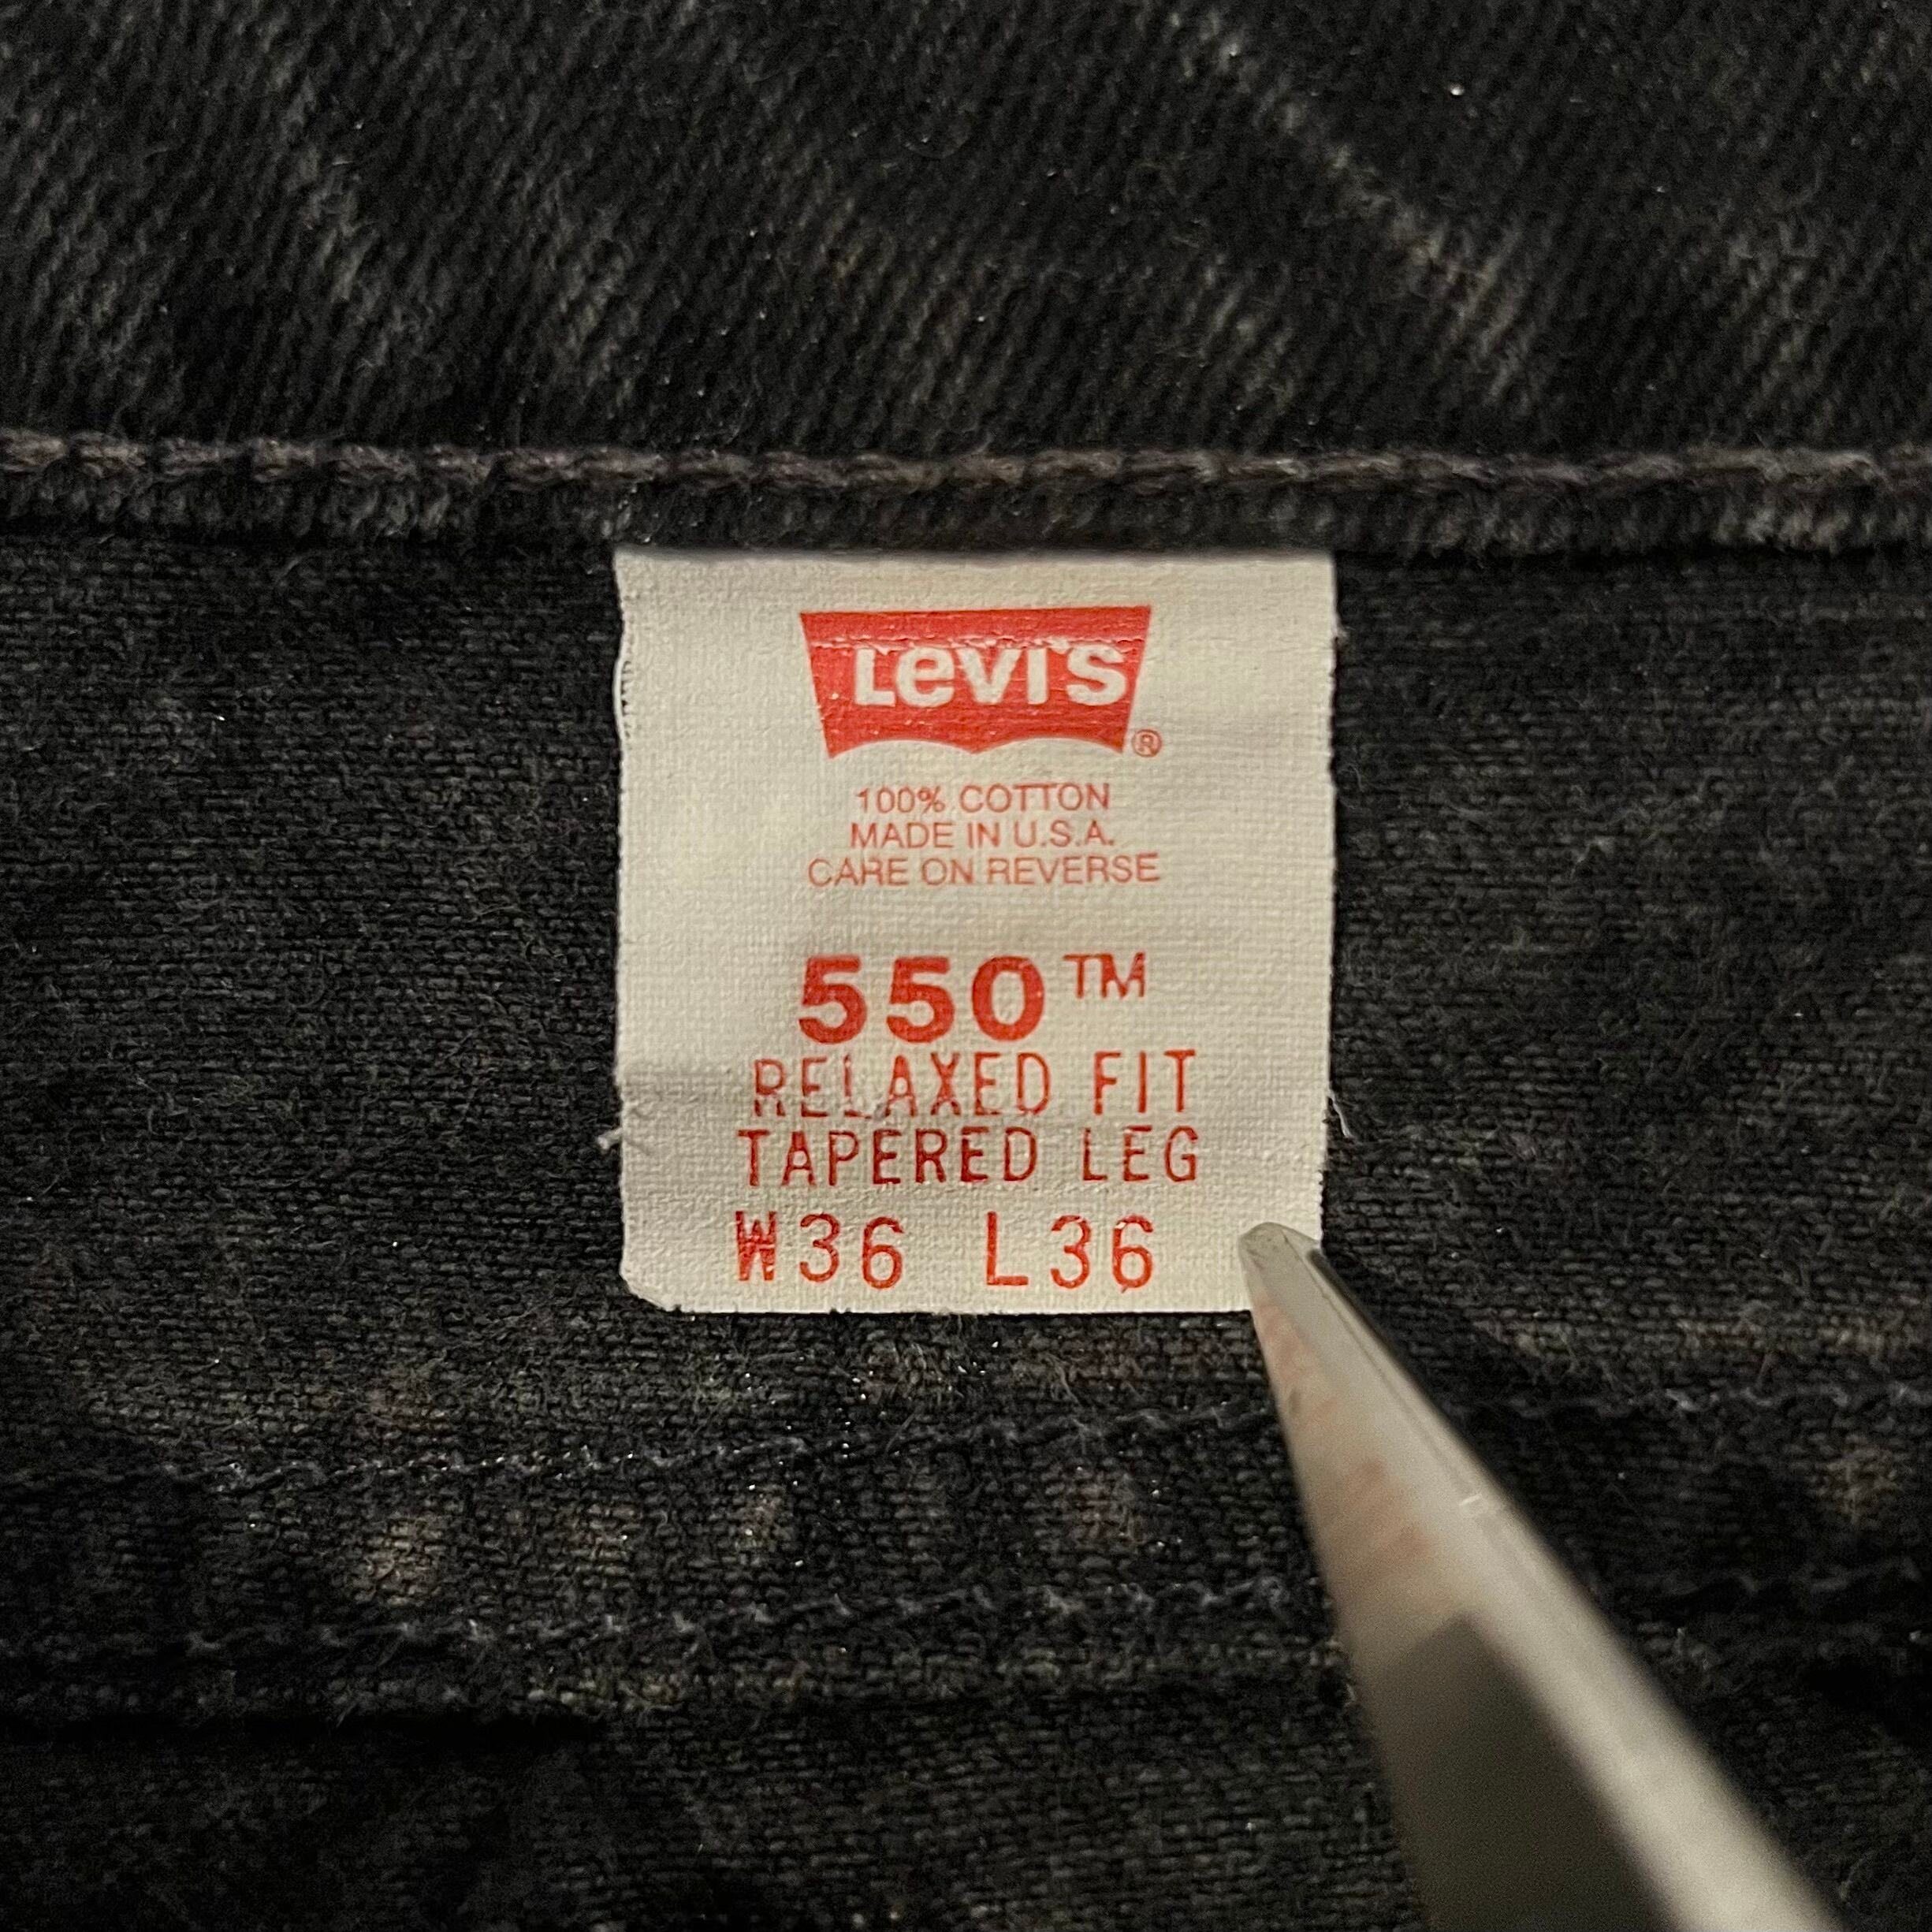 Levi's
®
100% COTTON
MADE IN U.S.A.
CARE ON REVERSE
550™
RELAXED FIT
TAPERED LEG
W36 L36